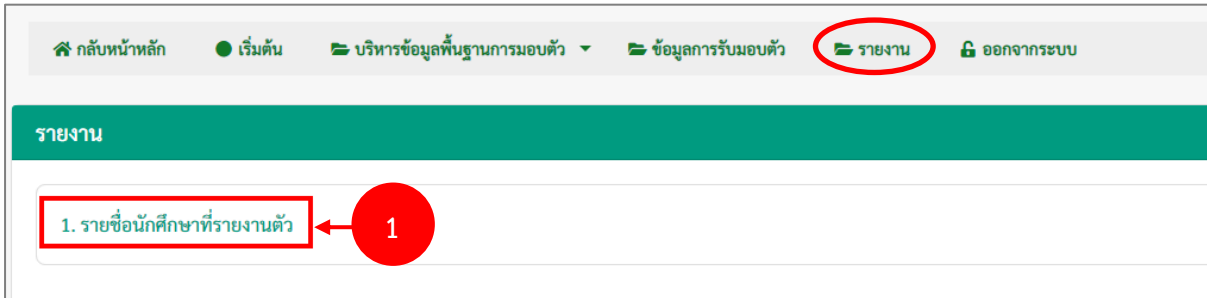 กลับหน้าหลัก เริ่มต้น บริหารข้อมูลพื้นฐานการมอบตัว ข้อมูลการรับมอบตัว รายงาน ออกจากระบบ
รายงาน
1. รายชื่อนักศึกษาที่รายงานตัว 1